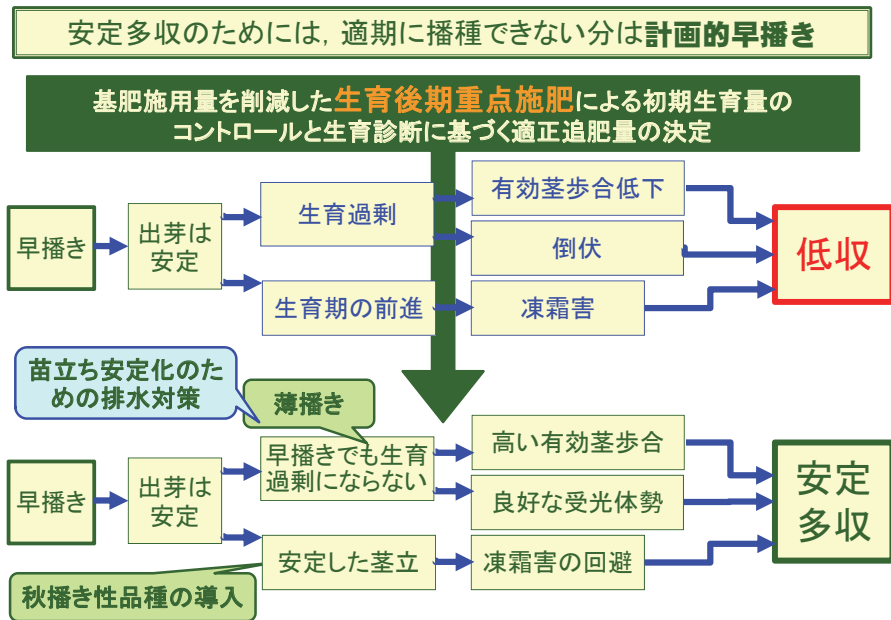 安定多収のためには，適期に播種できない分は計画的早播き
基肥施用量を削減した生育後期重点施肥による初期生育量の
コントロールと生育診断に基づく適正追肥量の決定
早播き
出芽は
安定
生育過剰
生育期の前進
有効茎歩合低下
倒伏
凍霜害
低収
苗立ち安定化のた
めの排水対策
薄播き
早播き
出芽は
安定
早播きでも生育
過剰にならない
安定した茎立
高い有効茎歩合
良好な受光体勢
凍霜害の回避
安定
多収
秋播き性品種の導入